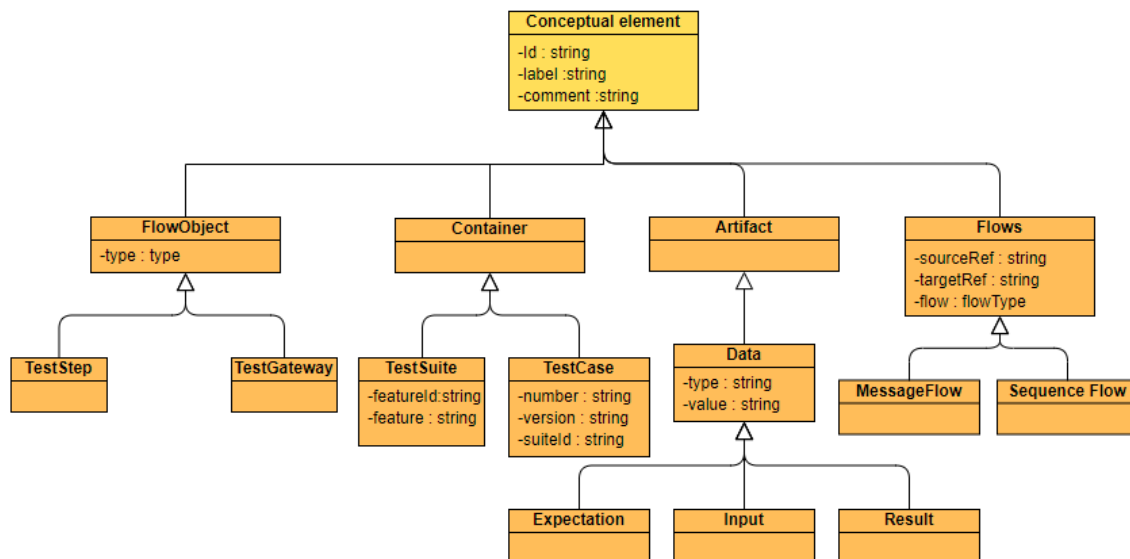 Conceptual element
-Id : string
-label :string
-comment :string
FlowObject
-type : type
Container
Artifact
Flows
-sourceRef : string
-targetRef : string
-flow : flowType
TestStep
TestGateway
TestSuite
-featureId:string
-feature : string
TestCase
-number : string
-version : string
-suiteId : string
Data
-type : string
-value : string
MessageFlow
Sequence Flow
Expectation
Input
Result